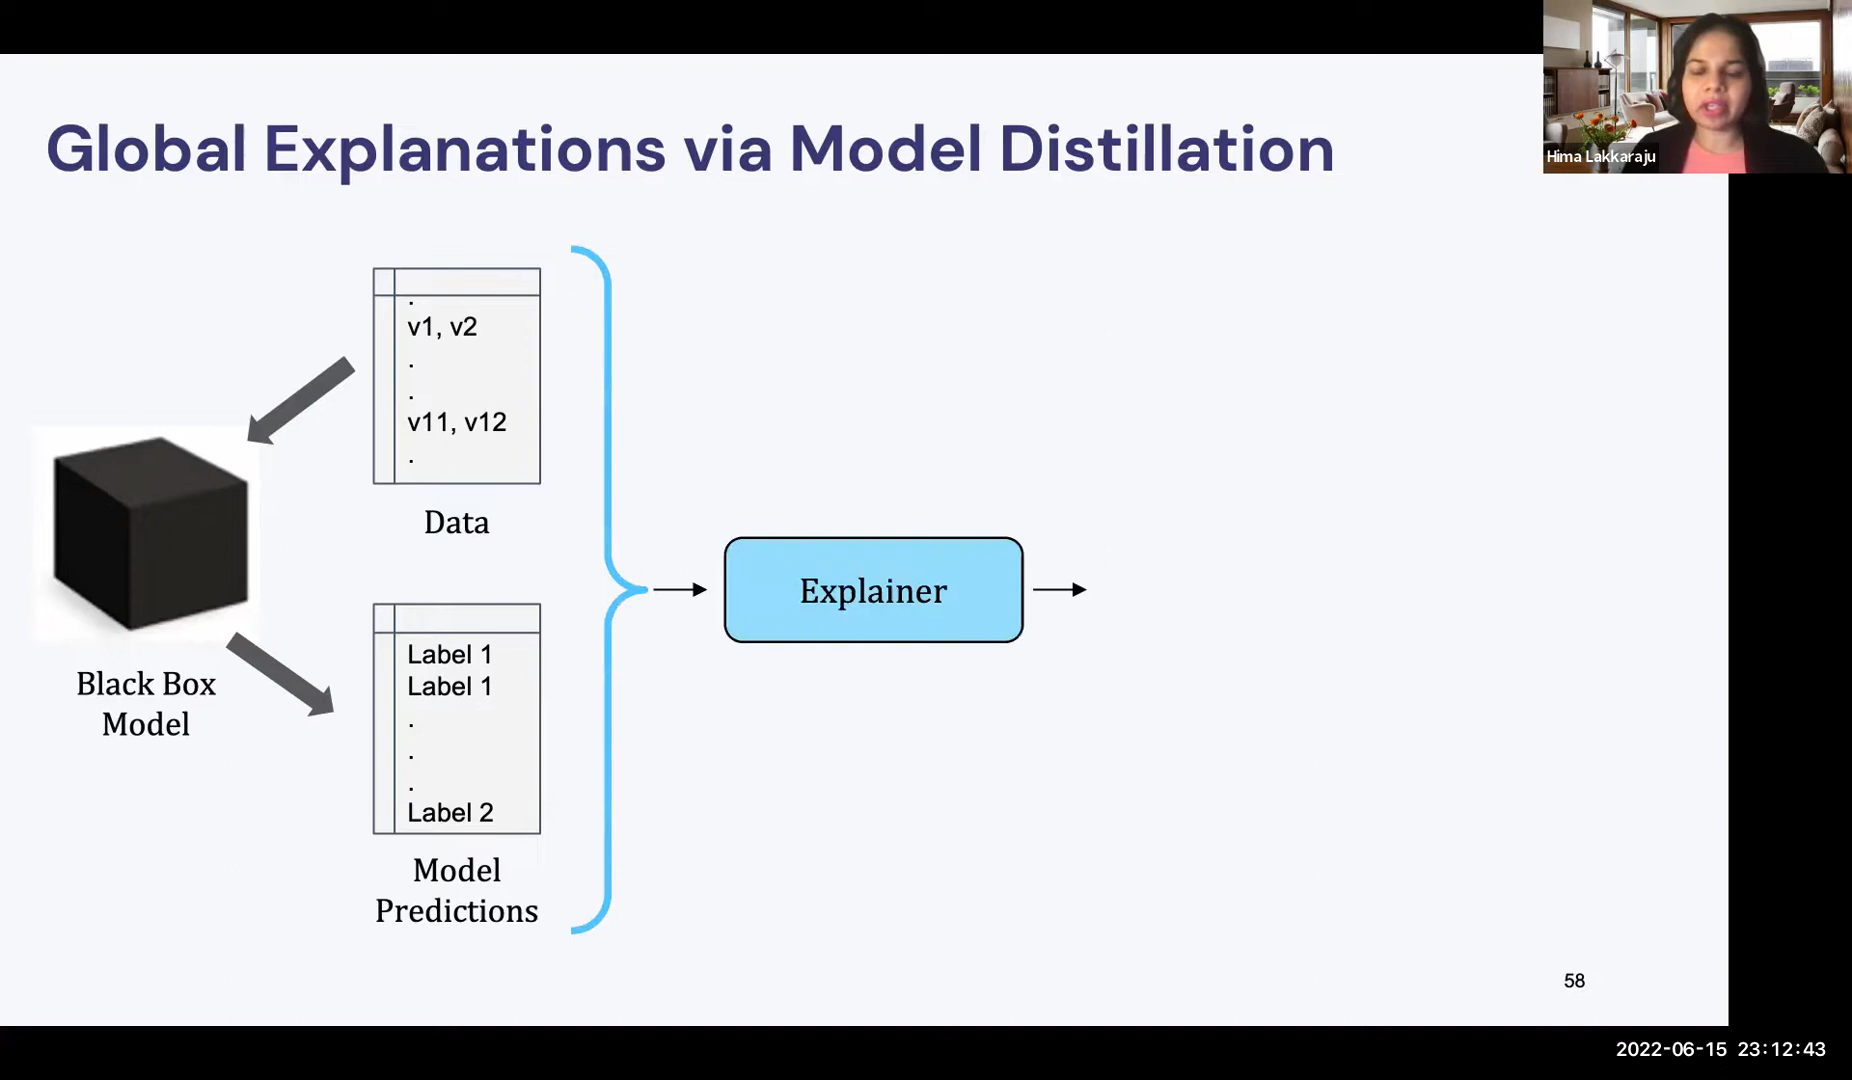 Global Explanations via Model Distillation
Hima Lakkaraju
.
v1, v2
.
.
v11, v12
.
Data
Black Box
Model
Label 1
Label 1
.
.
.
Label 2
Model
Predictions
Explainer
58
2022-06-15 23:12:43